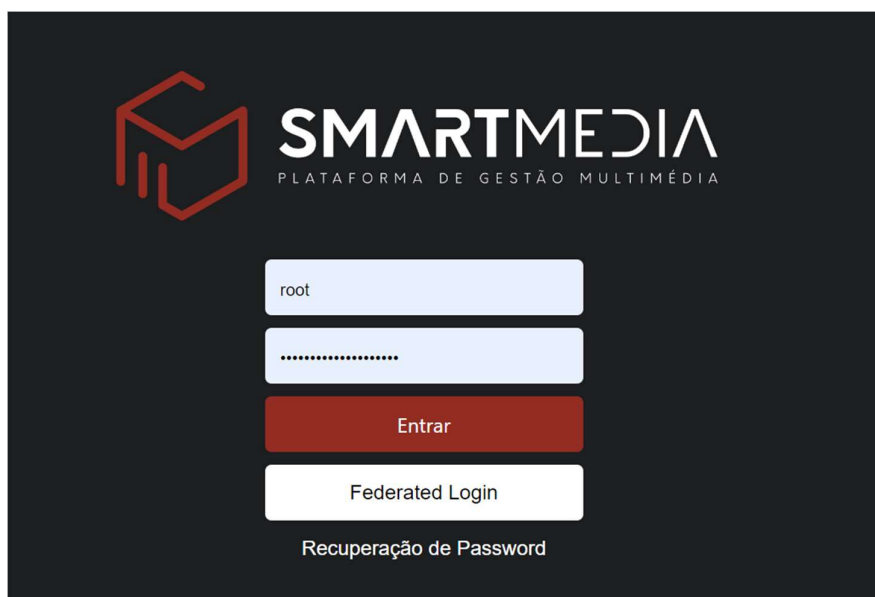 SMARTMEDIA
PLATAFORMA DE GESTÃO MULTIMÉDIA
root
••••••••••••••••••••
Entrar
Federated Login
Recuperação de Password